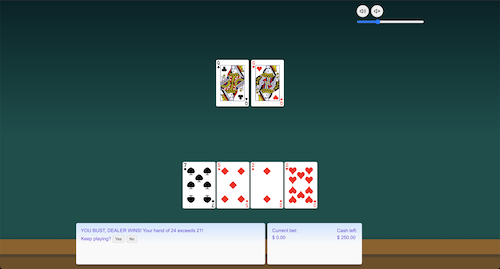 YOU BUST, DEALER WINS! Your hand of 24 exceeds 21!
Keep playing? Yes No
Current bet: Cash left:
$ 0.00 $ 250.00